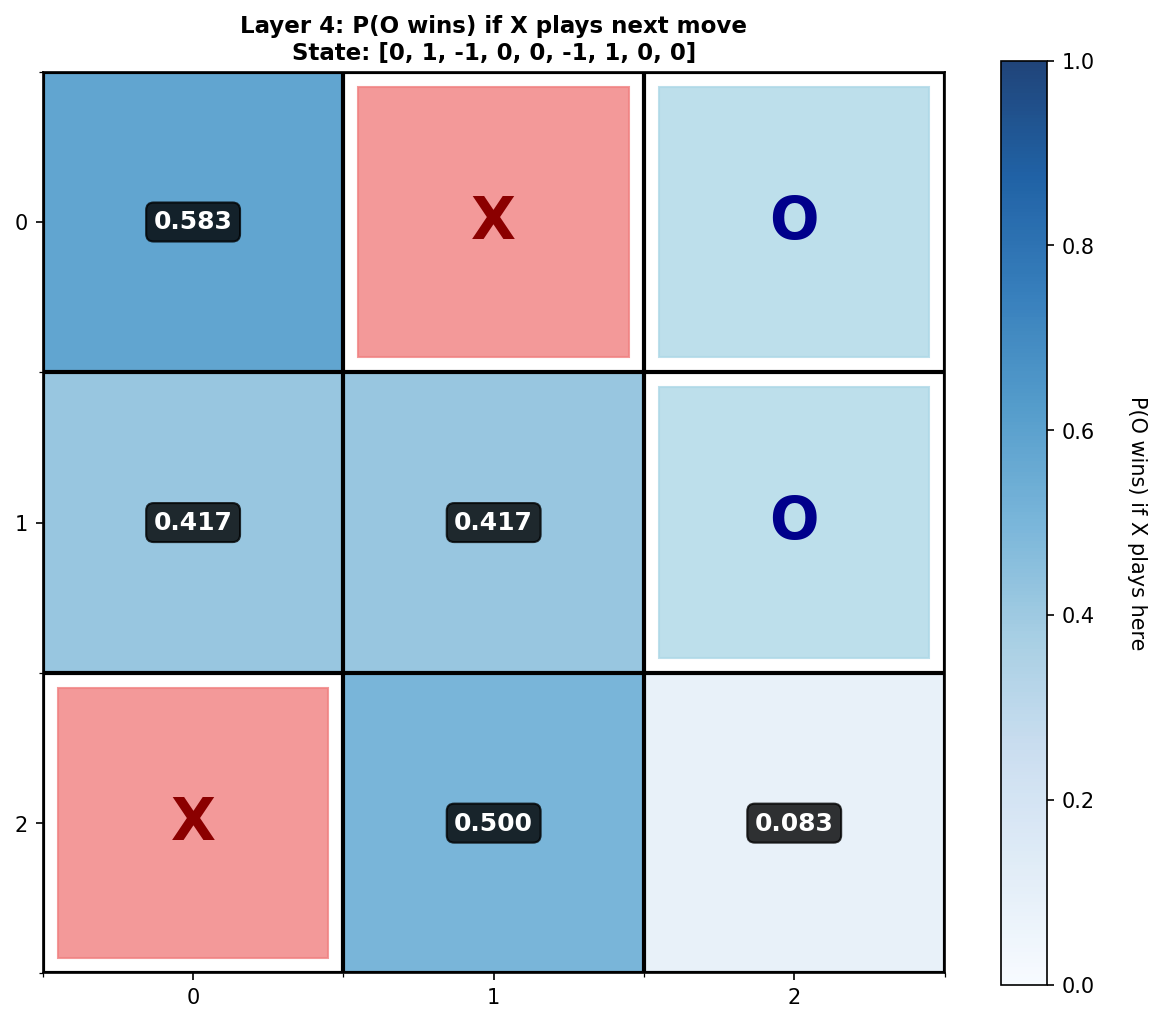 Layer 4: P(O wins) if X plays next move
State: [0, 1, -1, 0, 0, -1, 1, 0, 0]
0
0.583
X
O
1
0.417
0.417
O
2
X
0.500
0.083
0
1
2
1.0
0.8
0.6
0.4
0.2
0.0
P(O wins) if X plays here